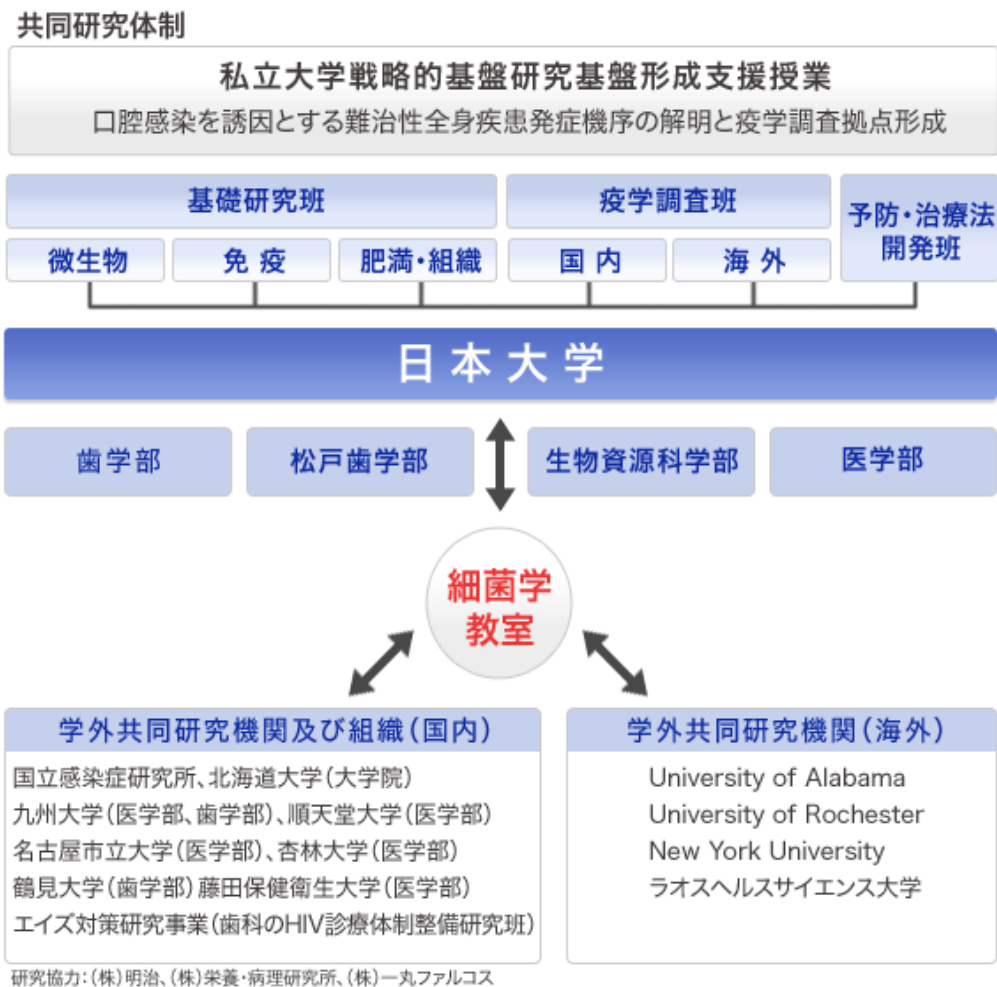 共同研究体制
私立大学戦略的基盤研究基盤形成支援授業
口腔感染を誘因とする難治性全身疾患発症機序の解明と疫学調査拠点形成
基礎研究班
疫学調査班
予防・治療法
開発班
微生物
免 疫
肥満・組織
国 内
海 外
日 本 大 学
歯学部
松戸歯学部
生物資源科学部
医学部
細菌学
教室
学外共同研究機関及び組織(国内)
国立感染症研究所、北海道大学(大学院)
九州大学(医学部、歯学部)、順天堂大学(医学部)
名古屋市立大学(医学部)、杏林大学(医学部)
鶴見大学(歯学部)藤田保健衛生大学(医学部)
エイズ対策研究事業(歯科のHIV診療体制整備研究班)
学外共同研究機関(海外)
University of Alabama
University of Rochester
New York University
ラオスヘルスサイエンス大学
研究協力:(株)明治、(株)栄養・病理研究所、(株)一丸ファルコス